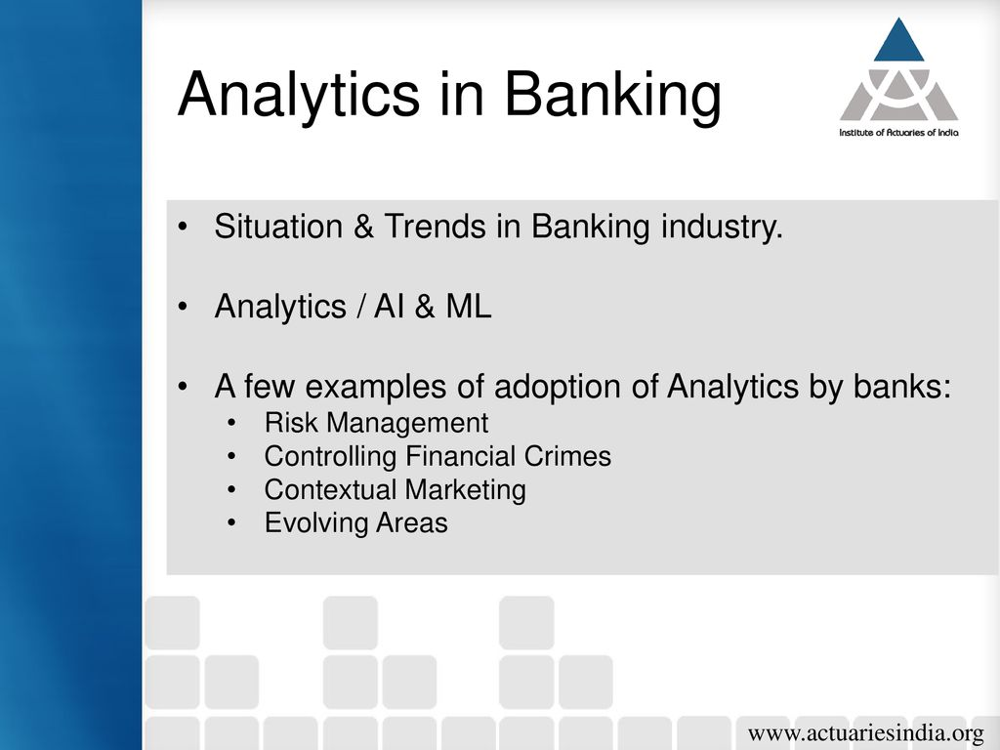 Analytics in Banking
Institute of Actuaries of India
• Situation & Trends in Banking industry.
• Analytics / AI & ML
• A few examples of adoption of Analytics by banks:
• Risk Management
• Controlling Financial Crimes
• Contextual Marketing
• Evolving Areas
www.actuariesindia.org